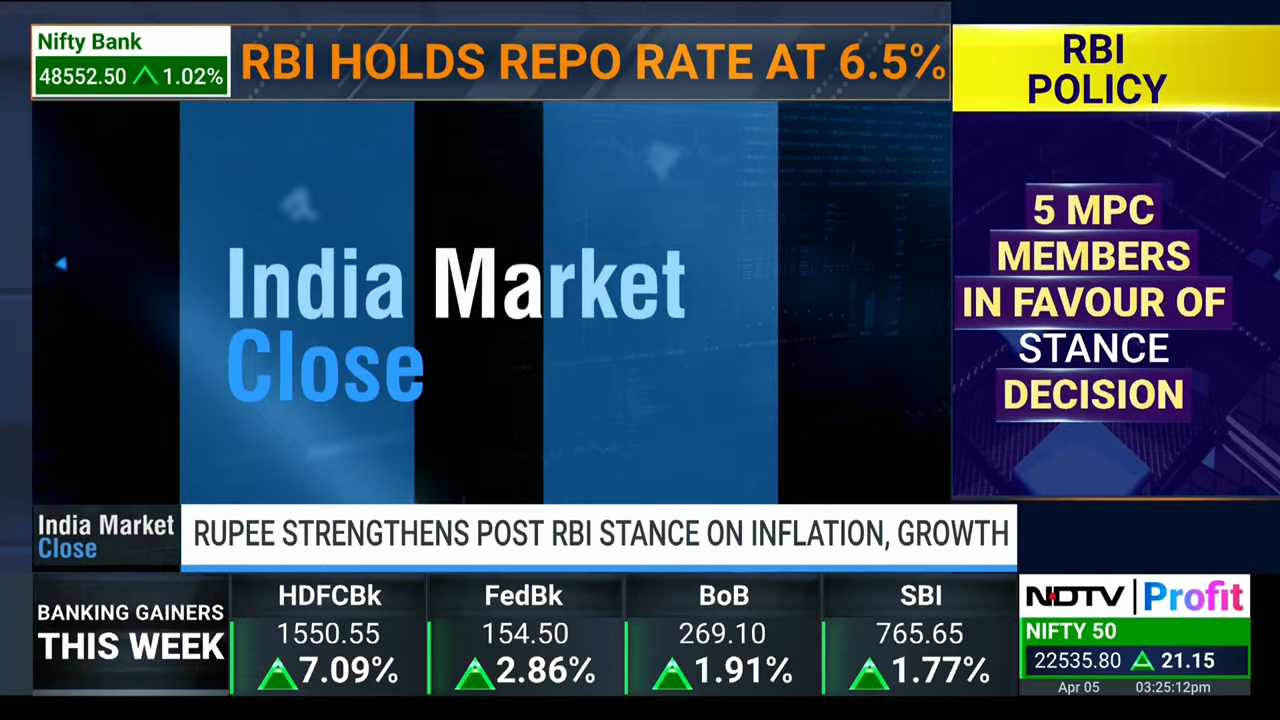 Nifty Bank
48552.50 1.02%
RBI HOLDS REPO RATE AT 6.5%
RBI
POLICY
5 MPC
MEMBERS
IN FAVOUR OF
STANCE
DECISION
India Market
Close
India Market
Close
RUPEE STRENGTHENS POST RBI STANCE ON INFLATION, GROWTH
BANKING GAINERS
THIS WEEK
HDFCBk
1550.55
7.09%
FedBk
154.50
2.86%
BoB
269.10
1.91%
SBI
765.65
1.77%
NDTV Profit
NIFTY 50
22535.80 21.15
Apr 05 03:25:12pm